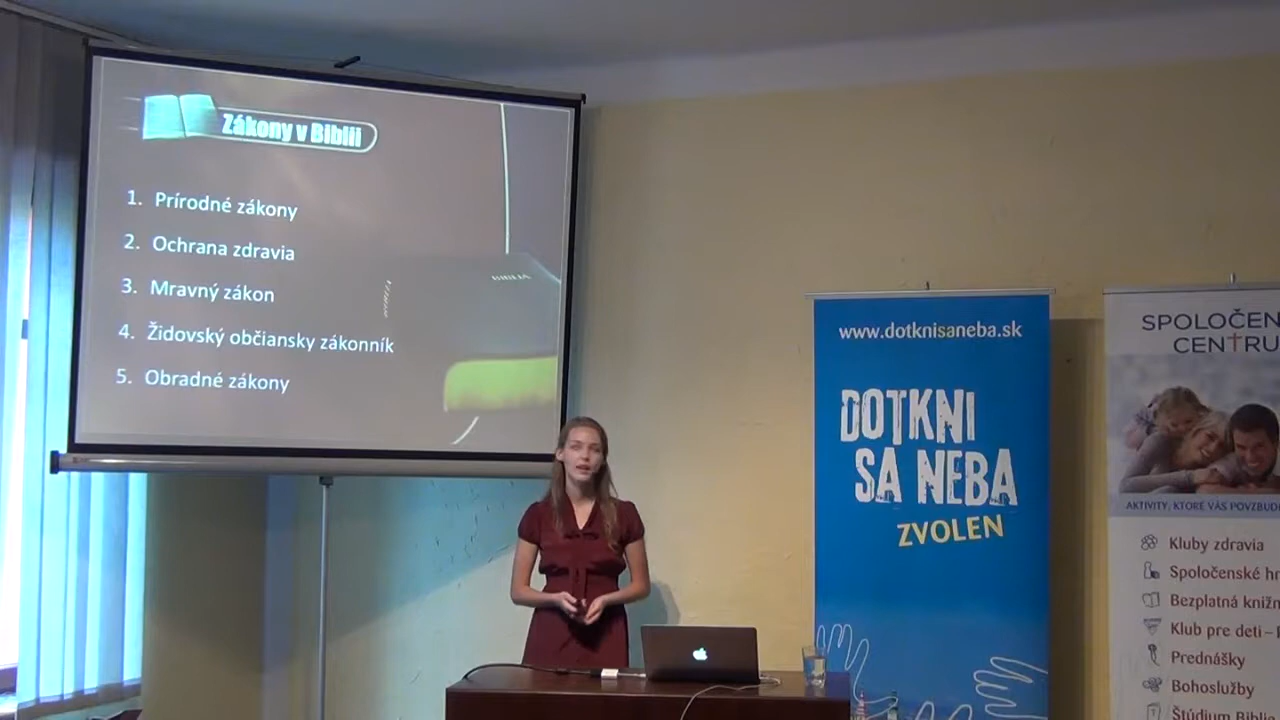 Zákony v Biblii
1. Prírodné zákony
2. Ochrana zdravia
3. Mravný zákon
4. Židovský občiansky zákonník
5. Obradné zákony
BIBLIA
www.dotknisaneba.sk
DOTKNI
SA NEBA
ZVOLEN
SPOLOČEN
CENTRU
AKTIVITY, KTORÉ VÁS POVZBUD
Kluby zdravia
Spoločenské hr
Bezplatná knižn
Klub pre deti –
Prednášky
Bohoslužby
Štúdium Biblie